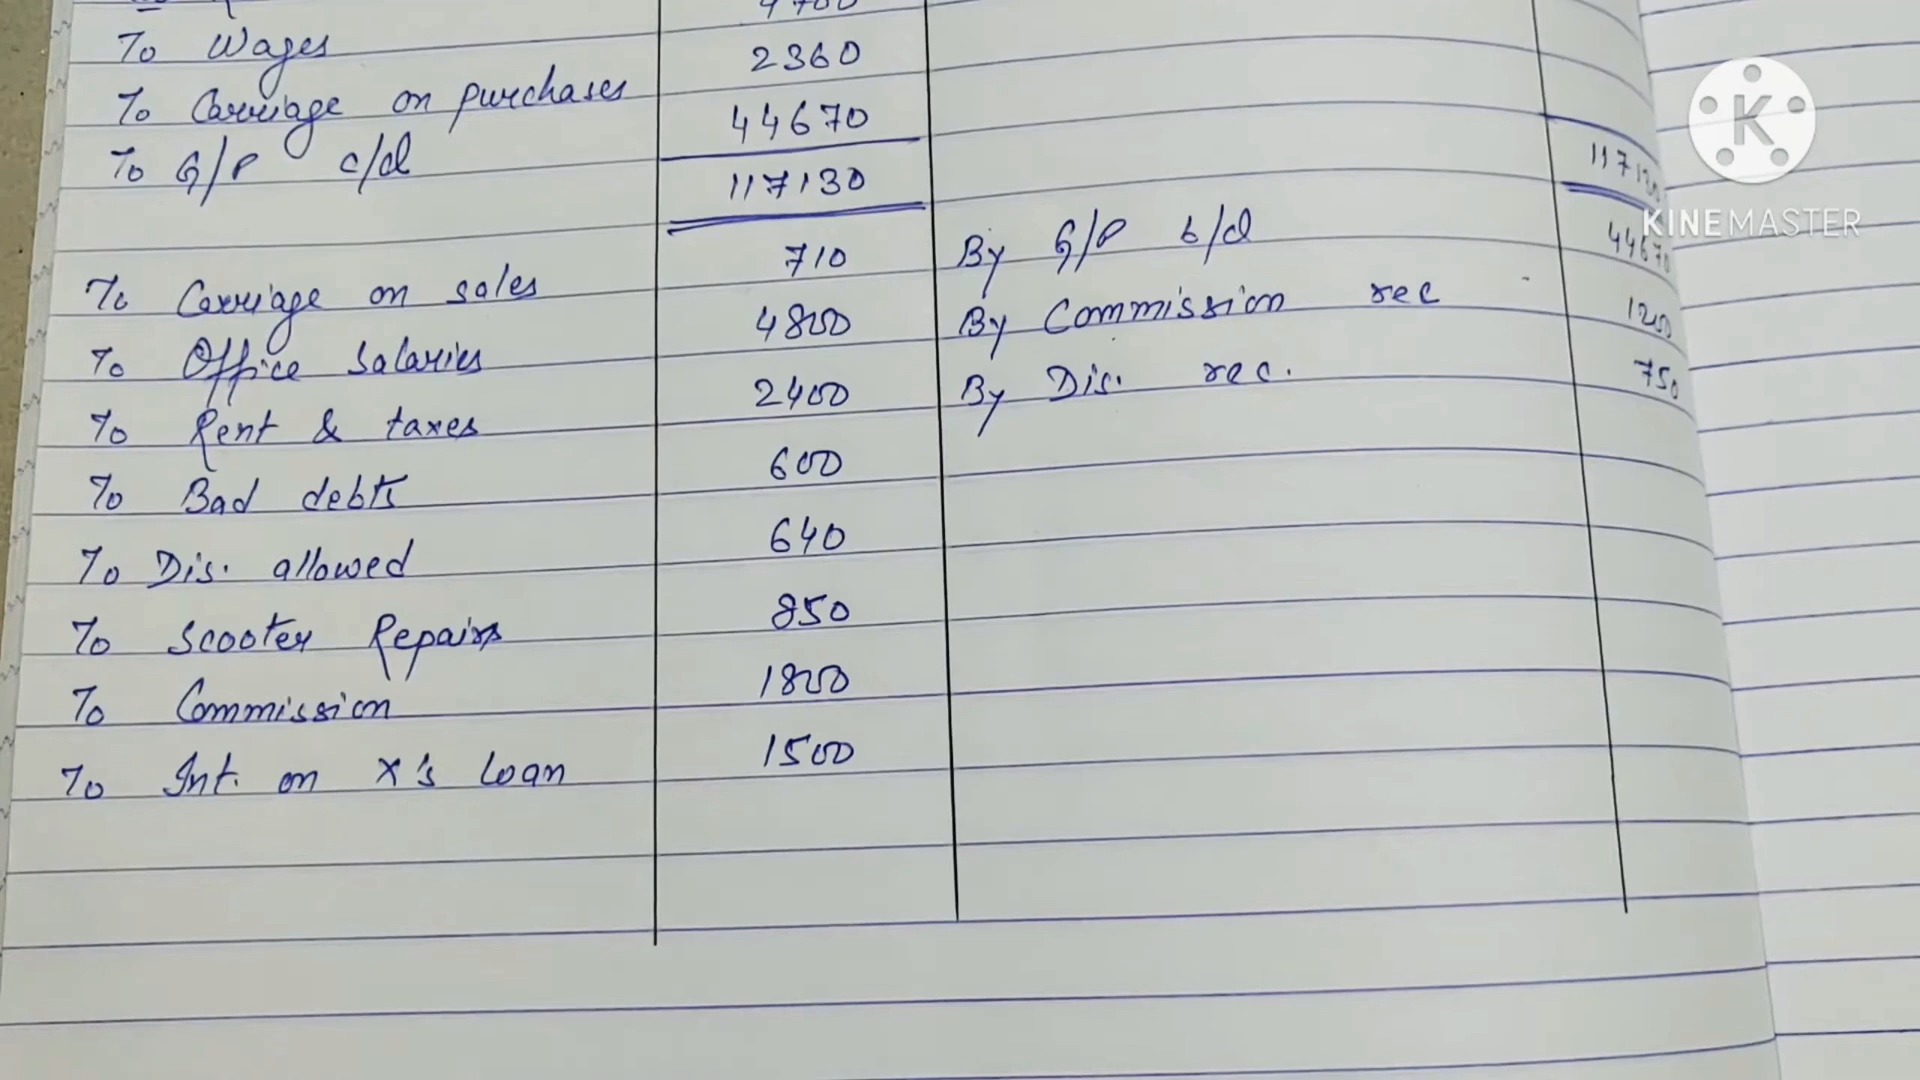 4700
To Wages 2360
To Carriage on purchases 44670
To G/P c/d 117130 117130
K
KINEMASTER
To Carriage on sales 710 By G/P b/d 44670
To Office Salaries 4800 By Commission rec 1200
To Rent & taxes 2400 By Dis. rec. 750
To Bad debts 600
To Dis. allowed 640
To Scooter Repairs 850
To Commission 1800
To Int. on X's loan 1500